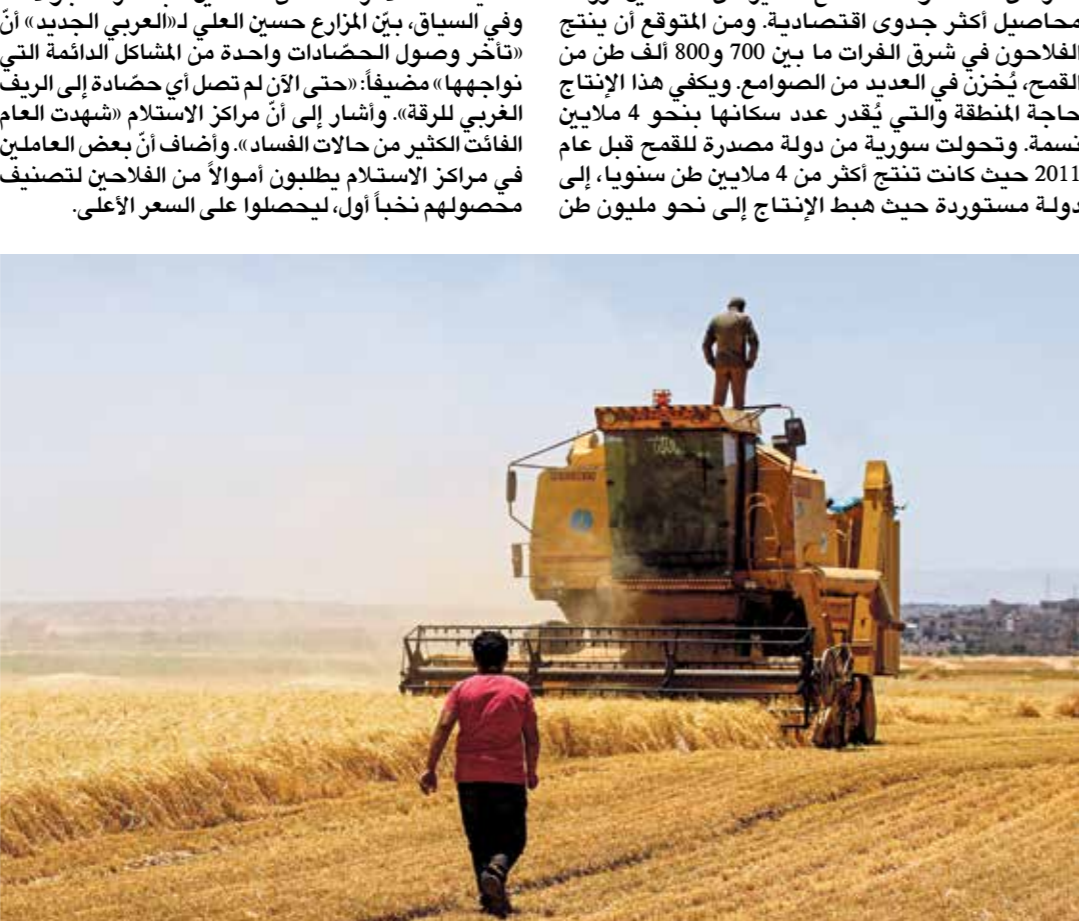 محاصيل أكثر جدوى اقتصادية. ومن المتوقع أن ينتج
الفلاحون في شرق الفرات ما بين 700 و800 ألف طن من
القمح، يُخزن في العديد من الصوامع. ويكفي هذا الإنتاج
حاجة المنطقة والتي يُقدر عدد سكانها بنحو 4 ملايين
نسمة. وتحولت سورية من دولة مصدرة للقمح قبل عام
2011 حيث كانت تنتج أكثر من 4 ملايين طن سنويا، إلى
دولة مستوردة حيث هبط الإنتاج إلى نحو مليون طن
وفي السياق، بيّن المزارع حسين العلي لـ«العربي الجديد» أنّ
«تأخر وصول الحصّادات واحدة من المشاكل الدائمة التي
نواجهها» مضيفاً: «حتى الآن لم تصل أي حصّادة إلى الريف
الغربي للرقة». وأشار إلى أنّ مراكز الاستلام «شهدت العام
الفائت الكثير من حالات الفساد». وأضاف أنّ بعض العاملين
في مراكز الاستلام يطلبون أموالاً من الفلاحين لتصنيف
محصولهم نخباً أول، ليحصلوا على السعر الأعلى.